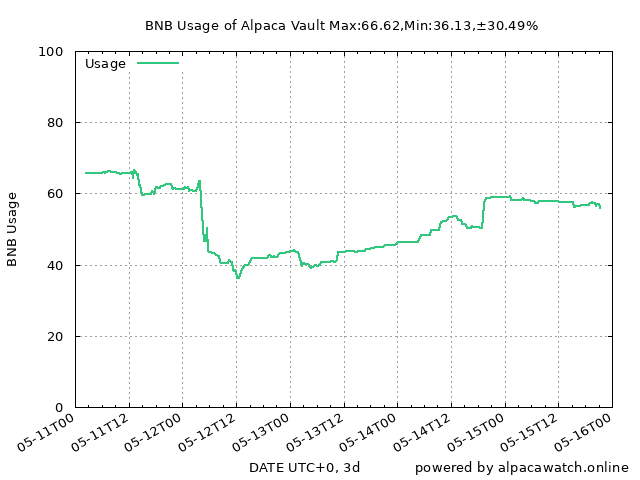 BNB Usage of Alpaca Vault Max:66.62,Min:36.13,±30.49%
100
Usage
80
60
BNB Usage
40
20
0
05-11T00
05-11T12
05-12T00
05-12T12
05-13T00
05-13T12
05-14T00
05-14T12
05-15T00
05-15T12
05-16T00
DATE UTC+0, 3d
powered by alpacawatch.online